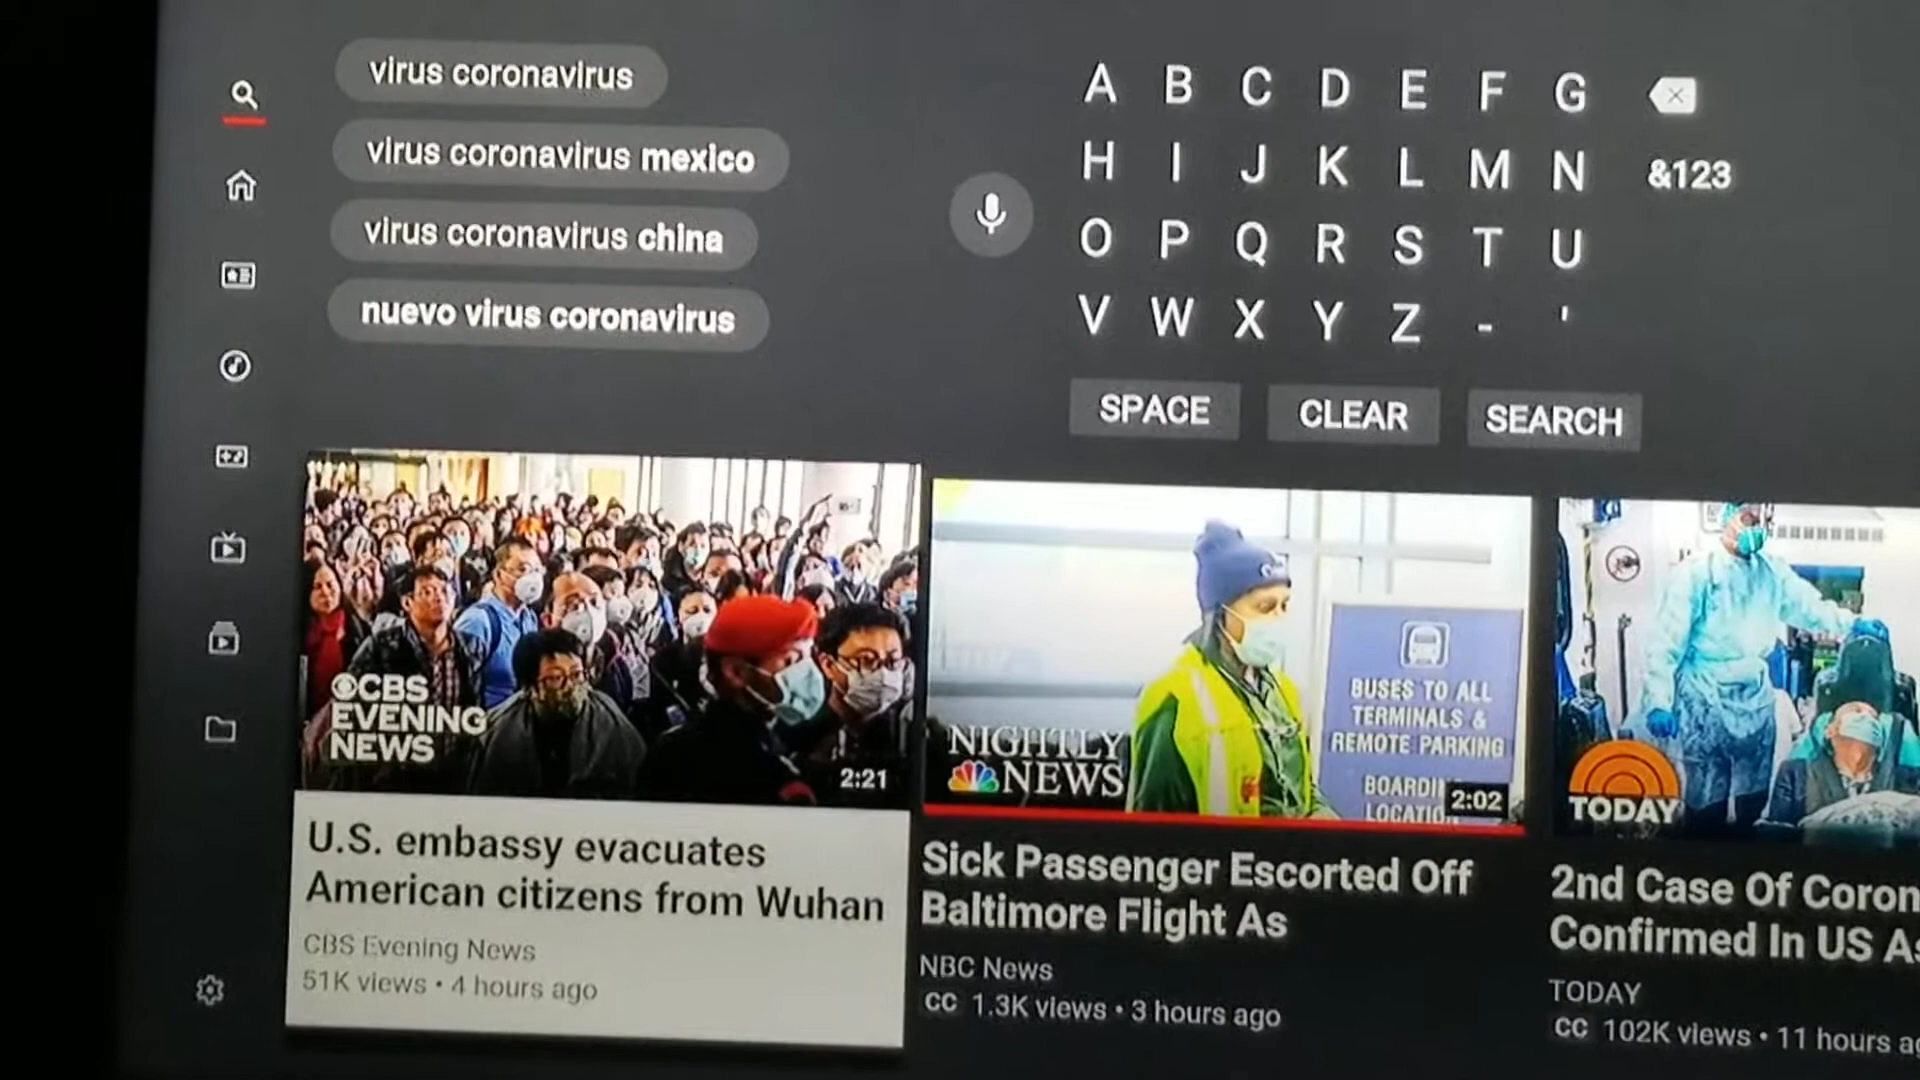 virus coronavirus
virus coronavirus mexico
virus coronavirus china
nuevo virus coronavirus
A B C D E F G
H I J K L M N &123
O P Q R S T U
V W X Y Z - '
SPACE CLEAR SEARCH
CBS
EVENING
NEWS
2:21
U.S. embassy evacuates
American citizens from Wuhan
CBS Evening News
51K views • 4 hours ago
NIGHTLY
NEWS
BUSES TO ALL
TERMINALS &
REMOTE PARKING
2:02
Sick Passenger Escorted Off
Baltimore Flight As
NBC News
CC 1.3K views • 3 hours ago
TODAY
2nd Case Of
Confirmed In US
TODAY
CC 102K views • 11 hours